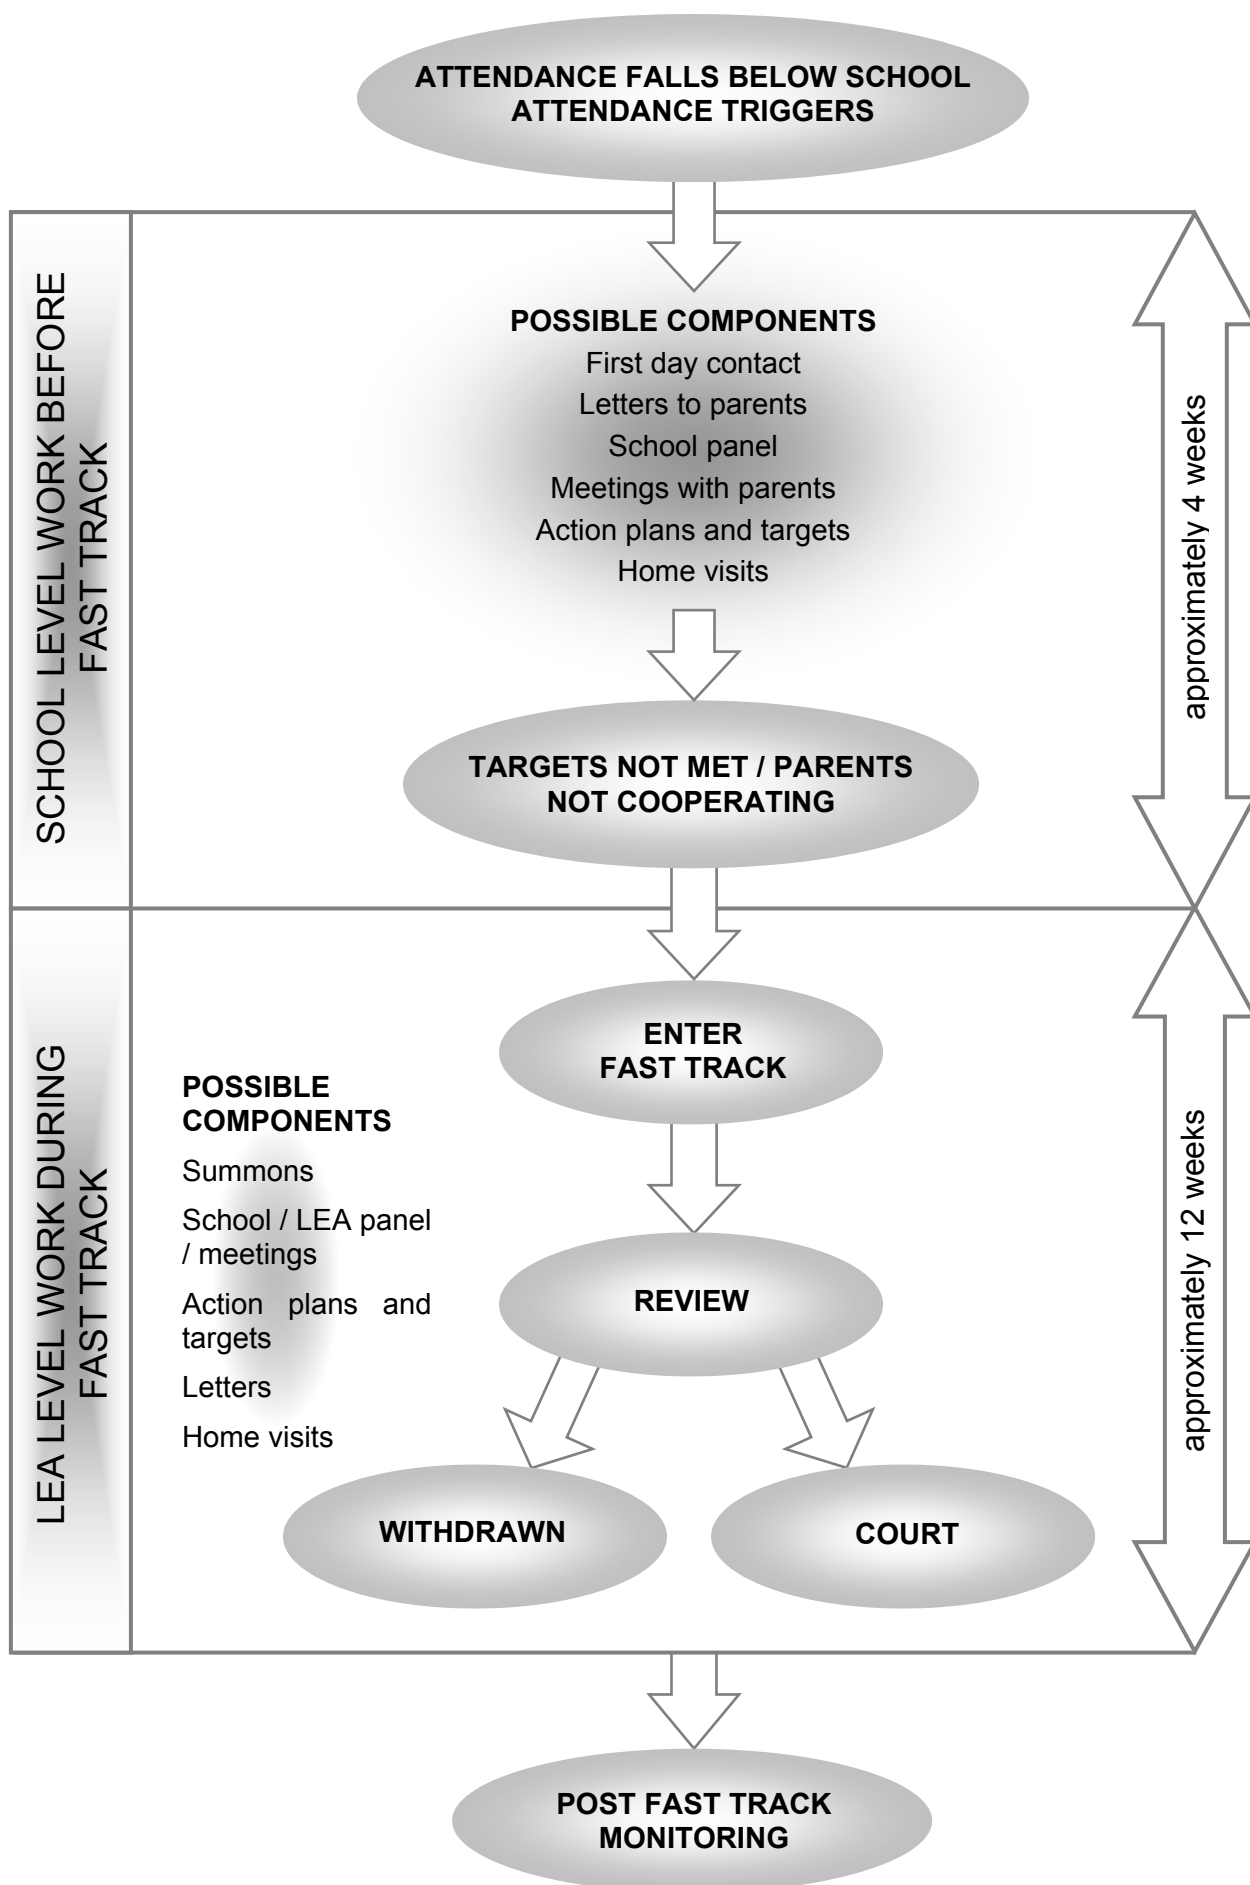 ATTENDANCE FALLS BELOW SCHOOL
ATTENDANCE TRIGGERS
SCHOOL LEVEL WORK BEFORE
FAST TRACK
POSSIBLE COMPONENTS
First day contact
Letters to parents
School panel
Meetings with parents
Action plans and targets
Home visits
approximately 4 weeks
TARGETS NOT MET / PARENTS
NOT COOPERATING
LEA LEVEL WORK DURING
FAST TRACK
ENTER
FAST TRACK
POSSIBLE
COMPONENTS
Summons
School / LEA panel
/ meetings
Action plans and
targets
Letters
Home visits
REVIEW
approximately 12 weeks
WITHDRAWN
COURT
POST FAST TRACK
MONITORING